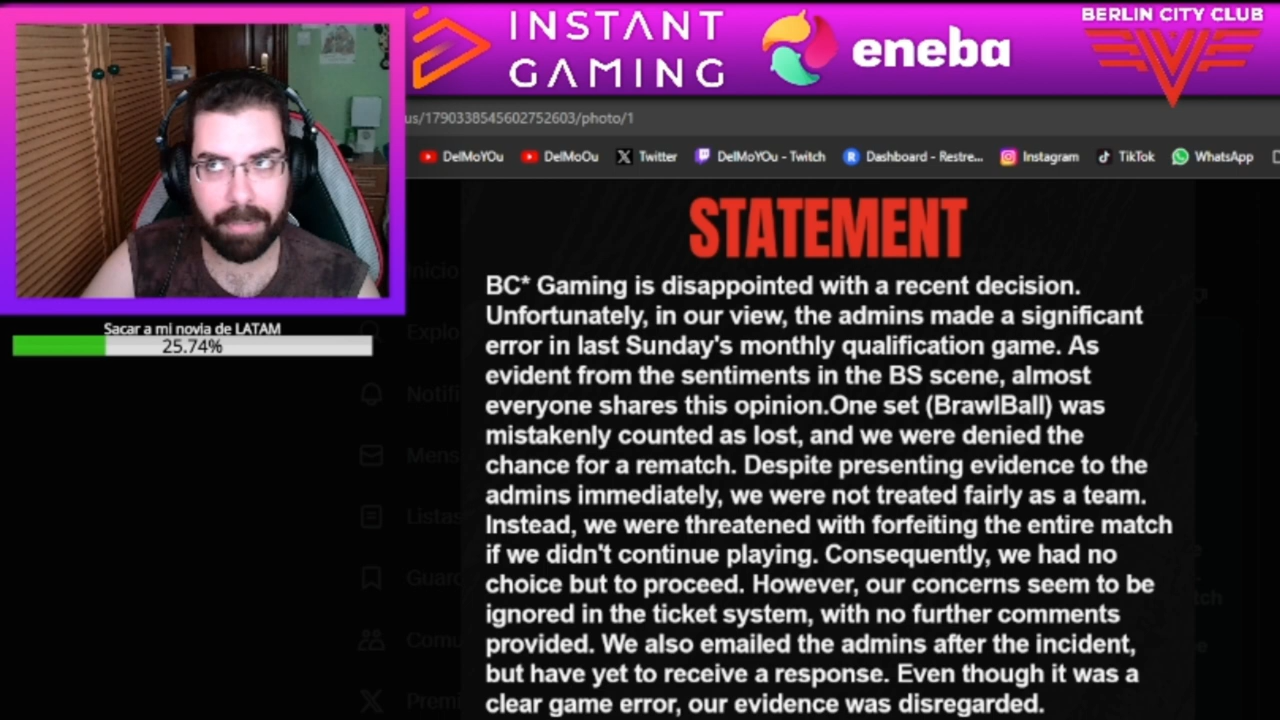 INSTANT
GAMING
eneba
BERLIN CITY CLUB
us/1790338545602752603/photo/1
DelMoYOu
DelMoOu
Twitter
DelMoYOu - Twitch
Dashboard - Restre...
Instagram
TikTok
WhatsApp
Sacar a mi novia de LATAM
25.74%
Inicio
Explo
Notifi
Mens
Listas
Guard
Comu
Premi
STATEMENT
BC* Gaming is disappointed with a recent decision.
Unfortunately, in our view, the admins made a significant
error in last Sunday's monthly qualification game. As
evident from the sentiments in the BS scene, almost
everyone shares this opinion.One set (BrawlBall) was
mistakenly counted as lost, and we were denied the
chance for a rematch. Despite presenting evidence to the
admins immediately, we were not treated fairly as a team.
Instead, we were threatened with forfeiting the entire match
if we didn't continue playing. Consequently, we had no
choice but to proceed. However, our concerns seem to be
ignored in the ticket system, with no further comments
provided. We also emailed the admins after the incident,
but have yet to receive a response. Even though it was a
clear game error, our evidence was disregarded.